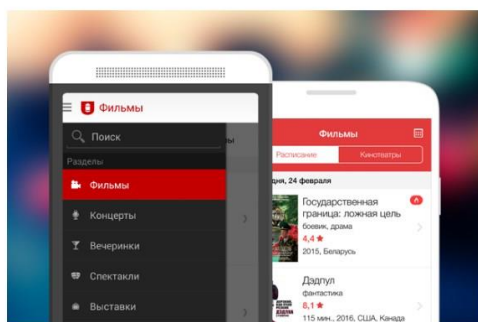 Фильмы
Поиск
Разделы
Фильмы
Концерты
Вечеринки
Спектакли
Выставки
Фильмы
Расписание
Кинотеатры
24 февраля
Государственная
граница: ложная цель
боевик, драма
4,4
2015, Беларусь
Дэдпул
фантастика
8,1
115 мин., 2016, США, Канада